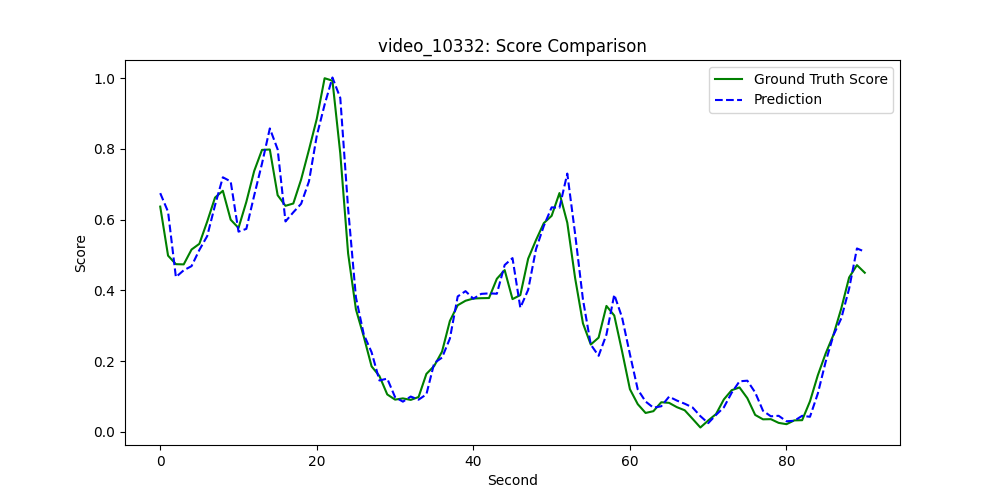 video_10332: Score Comparison
Ground Truth Score
Prediction
Score
1.0
0.8
0.6
0.4
0.2
0.0
0 20 40 60 80
Second